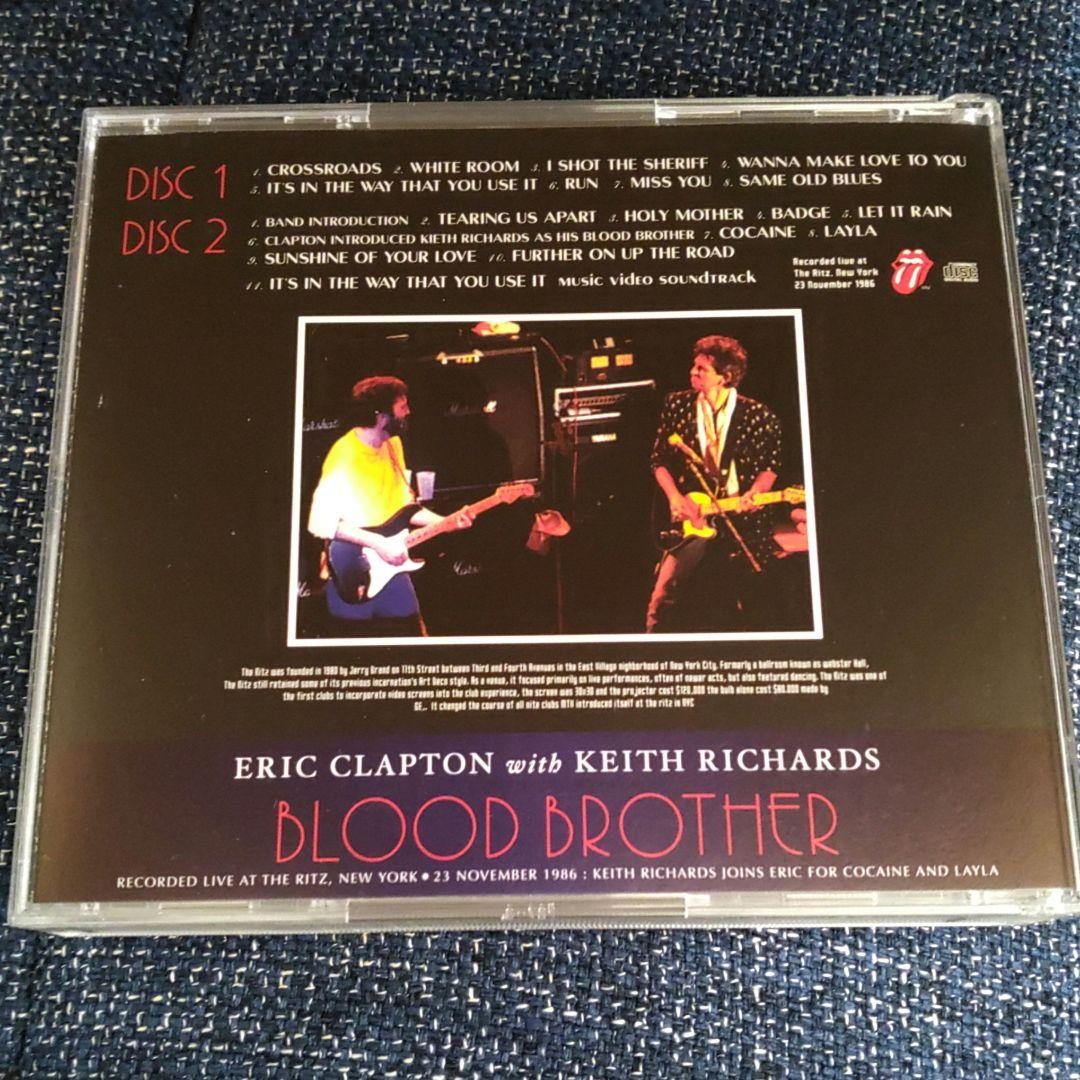 DISC 1
1. CROSSROADS 2. WHITE ROOM 3. I SHOT THE SHERIFF 4. WANNA MAKE LOVE TO YOU
5. IT'S IN THE WAY THAT YOU USE IT 6. RUN 7. MISS YOU 8. SAME OLD BLUES
DISC 2
1. BAND INTRODUCTION 2. TEARING US APART 3. HOLY MOTHER 4. BADGE 5. LET IT RAIN
6. CLAPTON INTRODUCED KIETH RICHARDS AS HIS BLOOD BROTHER 7. COCAINE 8. LAYLA
9. SUNSHINE OF YOUR LOVE 10. FURTHER ON UP THE ROAD
11. IT'S IN THE WAY THAT YOU USE IT MUSIC VIDEO SOUNDTRACK
Recorded live at
The Ritz, New York
23 November 1986
disc
DIGITAL AUDIO
arshall
Marshall
YAMAHA
The Ritz was founded in 1980 by Jerry Brand on 11th Street between Third and Fourth Avenues in the East Village nighborhood of New York City. Formerly a ballroom known as webster Hall,
The Ritz still retained some of its previous incarnation's Art Deco style. As a venue, it focused primarily on live performances, often of newer acts, but also featured dancing. The Ritz was one of
the first clubs to incorporate video screens into the club experience, the screen was 30x30 and the projector cost $120,000 the bulb alone cost $80,000 made by
GE,. It changed the course of all nite clubs MTV introduced itself at the ritz in NYC
ERIC CLAPTON with KEITH RICHARDS
BLOOD BROTHER
RECORDED LIVE AT THE RITZ, NEW YORK • 23 NOVEMBER 1986 : KEITH RICHARDS JOINS ERIC FOR COCAINE AND LAYLA